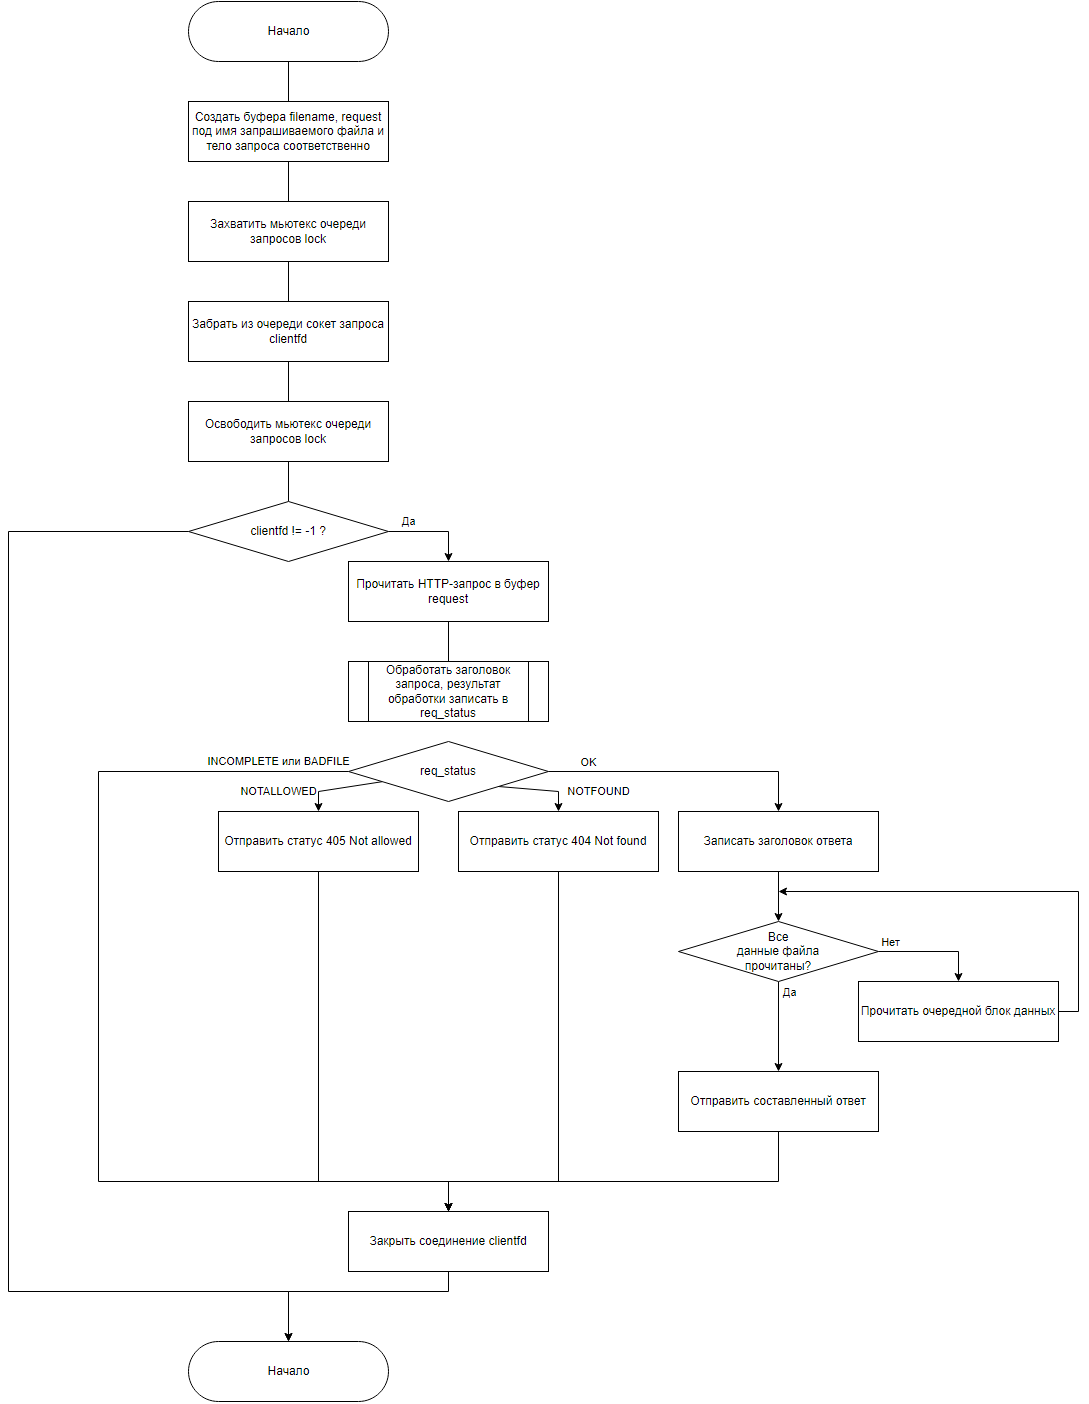 Начало
Создать буфера filename, request
под имя запрашиваемого файла и
тело запроса соответственно
Захватить мьютекс очереди
запросов lock
Забрать из очереди сокет запроса
clientfd
Освободить мьютекс очереди
запросов lock
clientfd != -1 ?
Да
Прочитать HTTP-запрос в буфер
request
Обработать заголовок
запроса, результат
обработки записать в
req_status
INCOMPLETE или BADFILE
req_status
OK
NOTALLOWED
NOTFOUND
Отправить статус 405 Not allowed
Отправить статус 404 Not found
Записать заголовок ответа
Все
данные файла
прочитаны?
Нет
Да
Прочитать очередной блок данных
Отправить составленный ответ
Закрыть соединение clientfd
Начало